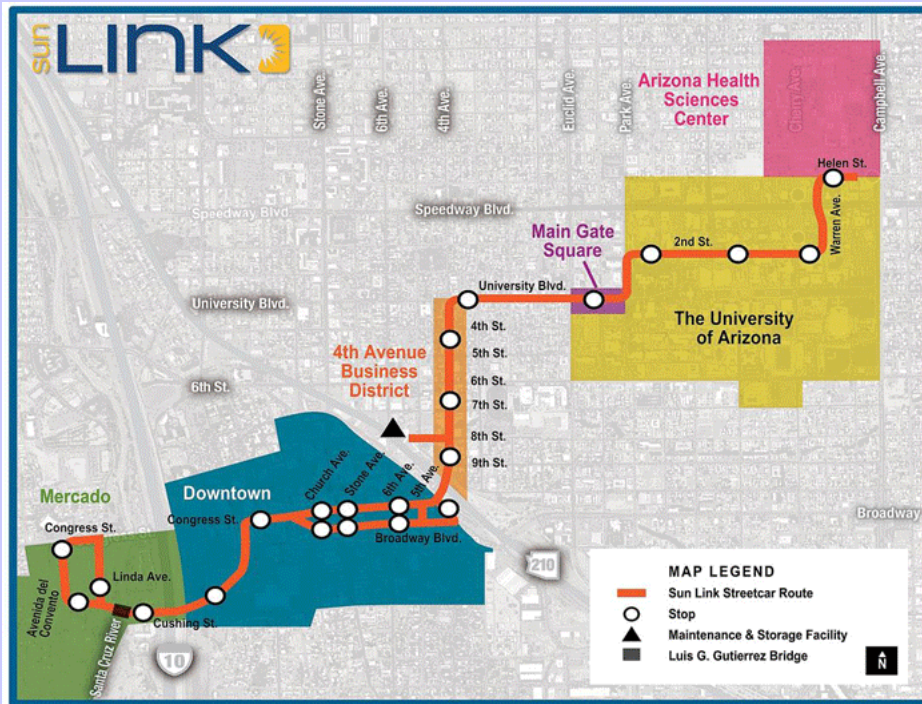 sun LINK
Stone Ave.
6th Ave.
4th Ave.
Euclid Ave.
Park Ave.
Arizona Health
Sciences
Center
Cherry Ave.
Campbell Ave.
Helen St.
Speedway Blvd.
Speedway Blvd.
Main Gate
Square
2nd St.
Warren Ave.
University Blvd.
University Blvd.
The University
of Arizona
4th St.
5th St.
4th Avenue
Business
District
6th St.
6th St.
7th St.
8th St.
9th St.
Church Ave.
Stone Ave.
6th Ave.
5th Ave.
Mercado
Downtown
Congress St.
Congress St.
Broadway Blvd.
Broadway
Linda Ave.
Avenida del
Convento
Cushing St.
Santa Cruz River
10
210
MAP LEGEND
Sun Link Streetcar Route
Stop
Maintenance & Storage Facility
Luis G. Gutierrez Bridge
N